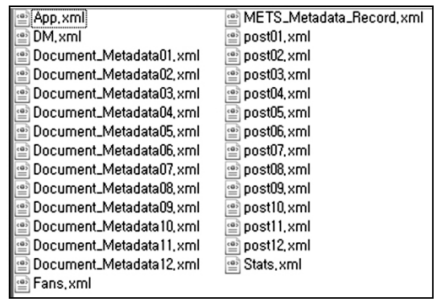 App.xml
DM.xml
Document_Metadata01.xml
Document_Metadata02.xml
Document_Metadata03.xml
Document_Metadata04.xml
Document_Metadata05.xml
Document_Metadata06.xml
Document_Metadata07.xml
Document_Metadata08.xml
Document_Metadata09.xml
Document_Metadata10.xml
Document_Metadata11.xml
Document_Metadata12.xml
Fans.xml
METS_Metadata_Record.xml
post01.xml
post02.xml
post03.xml
post04.xml
post05.xml
post06.xml
post07.xml
post08.xml
post09.xml
post10.xml
post11.xml
post12.xml
Stats.xml